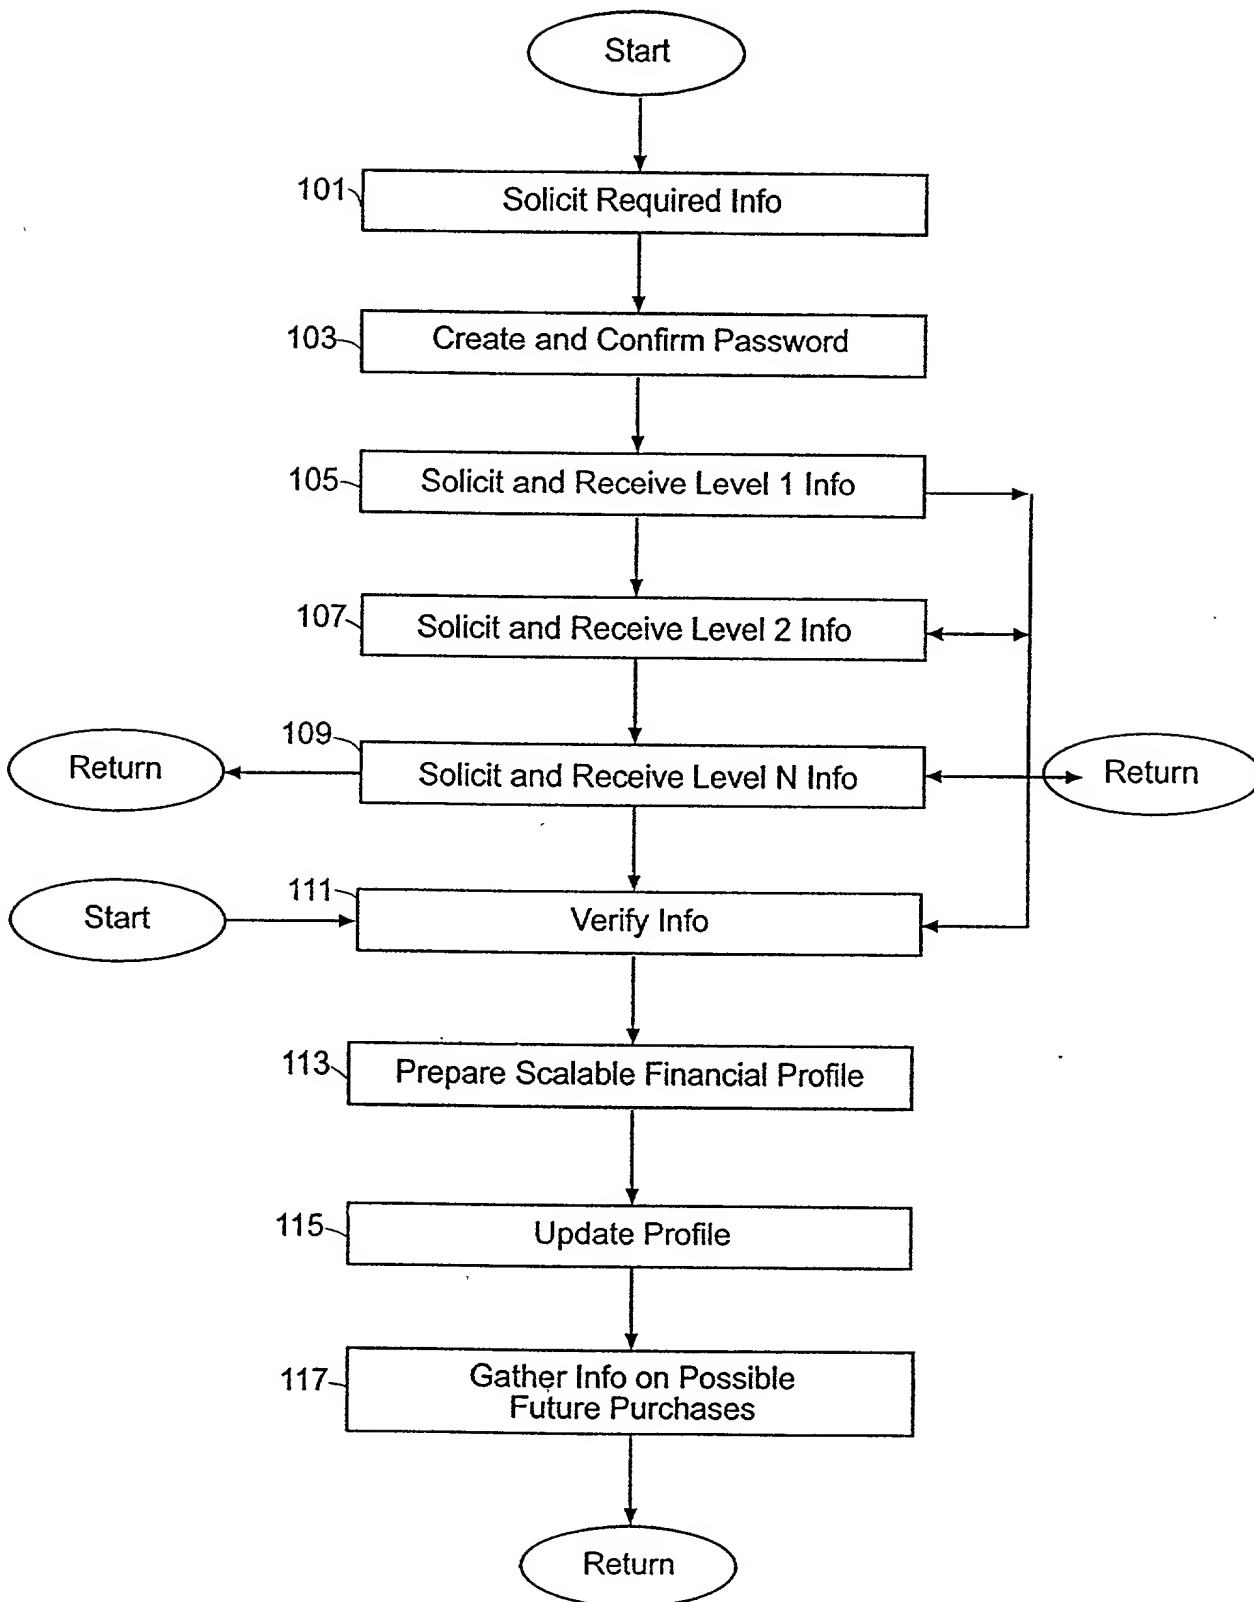 Start
101
Solicit Required Info
103
Create and Confirm Password
105
Solicit and Receive Level 1 Info
107
Solicit and Receive Level 2 Info
109
Return
Solicit and Receive Level N Info
Return
111
Start
Verify Info
113
Prepare Scalable Financial Profile
115
Update Profile
117
Gather Info on Possible
Future Purchases
Return